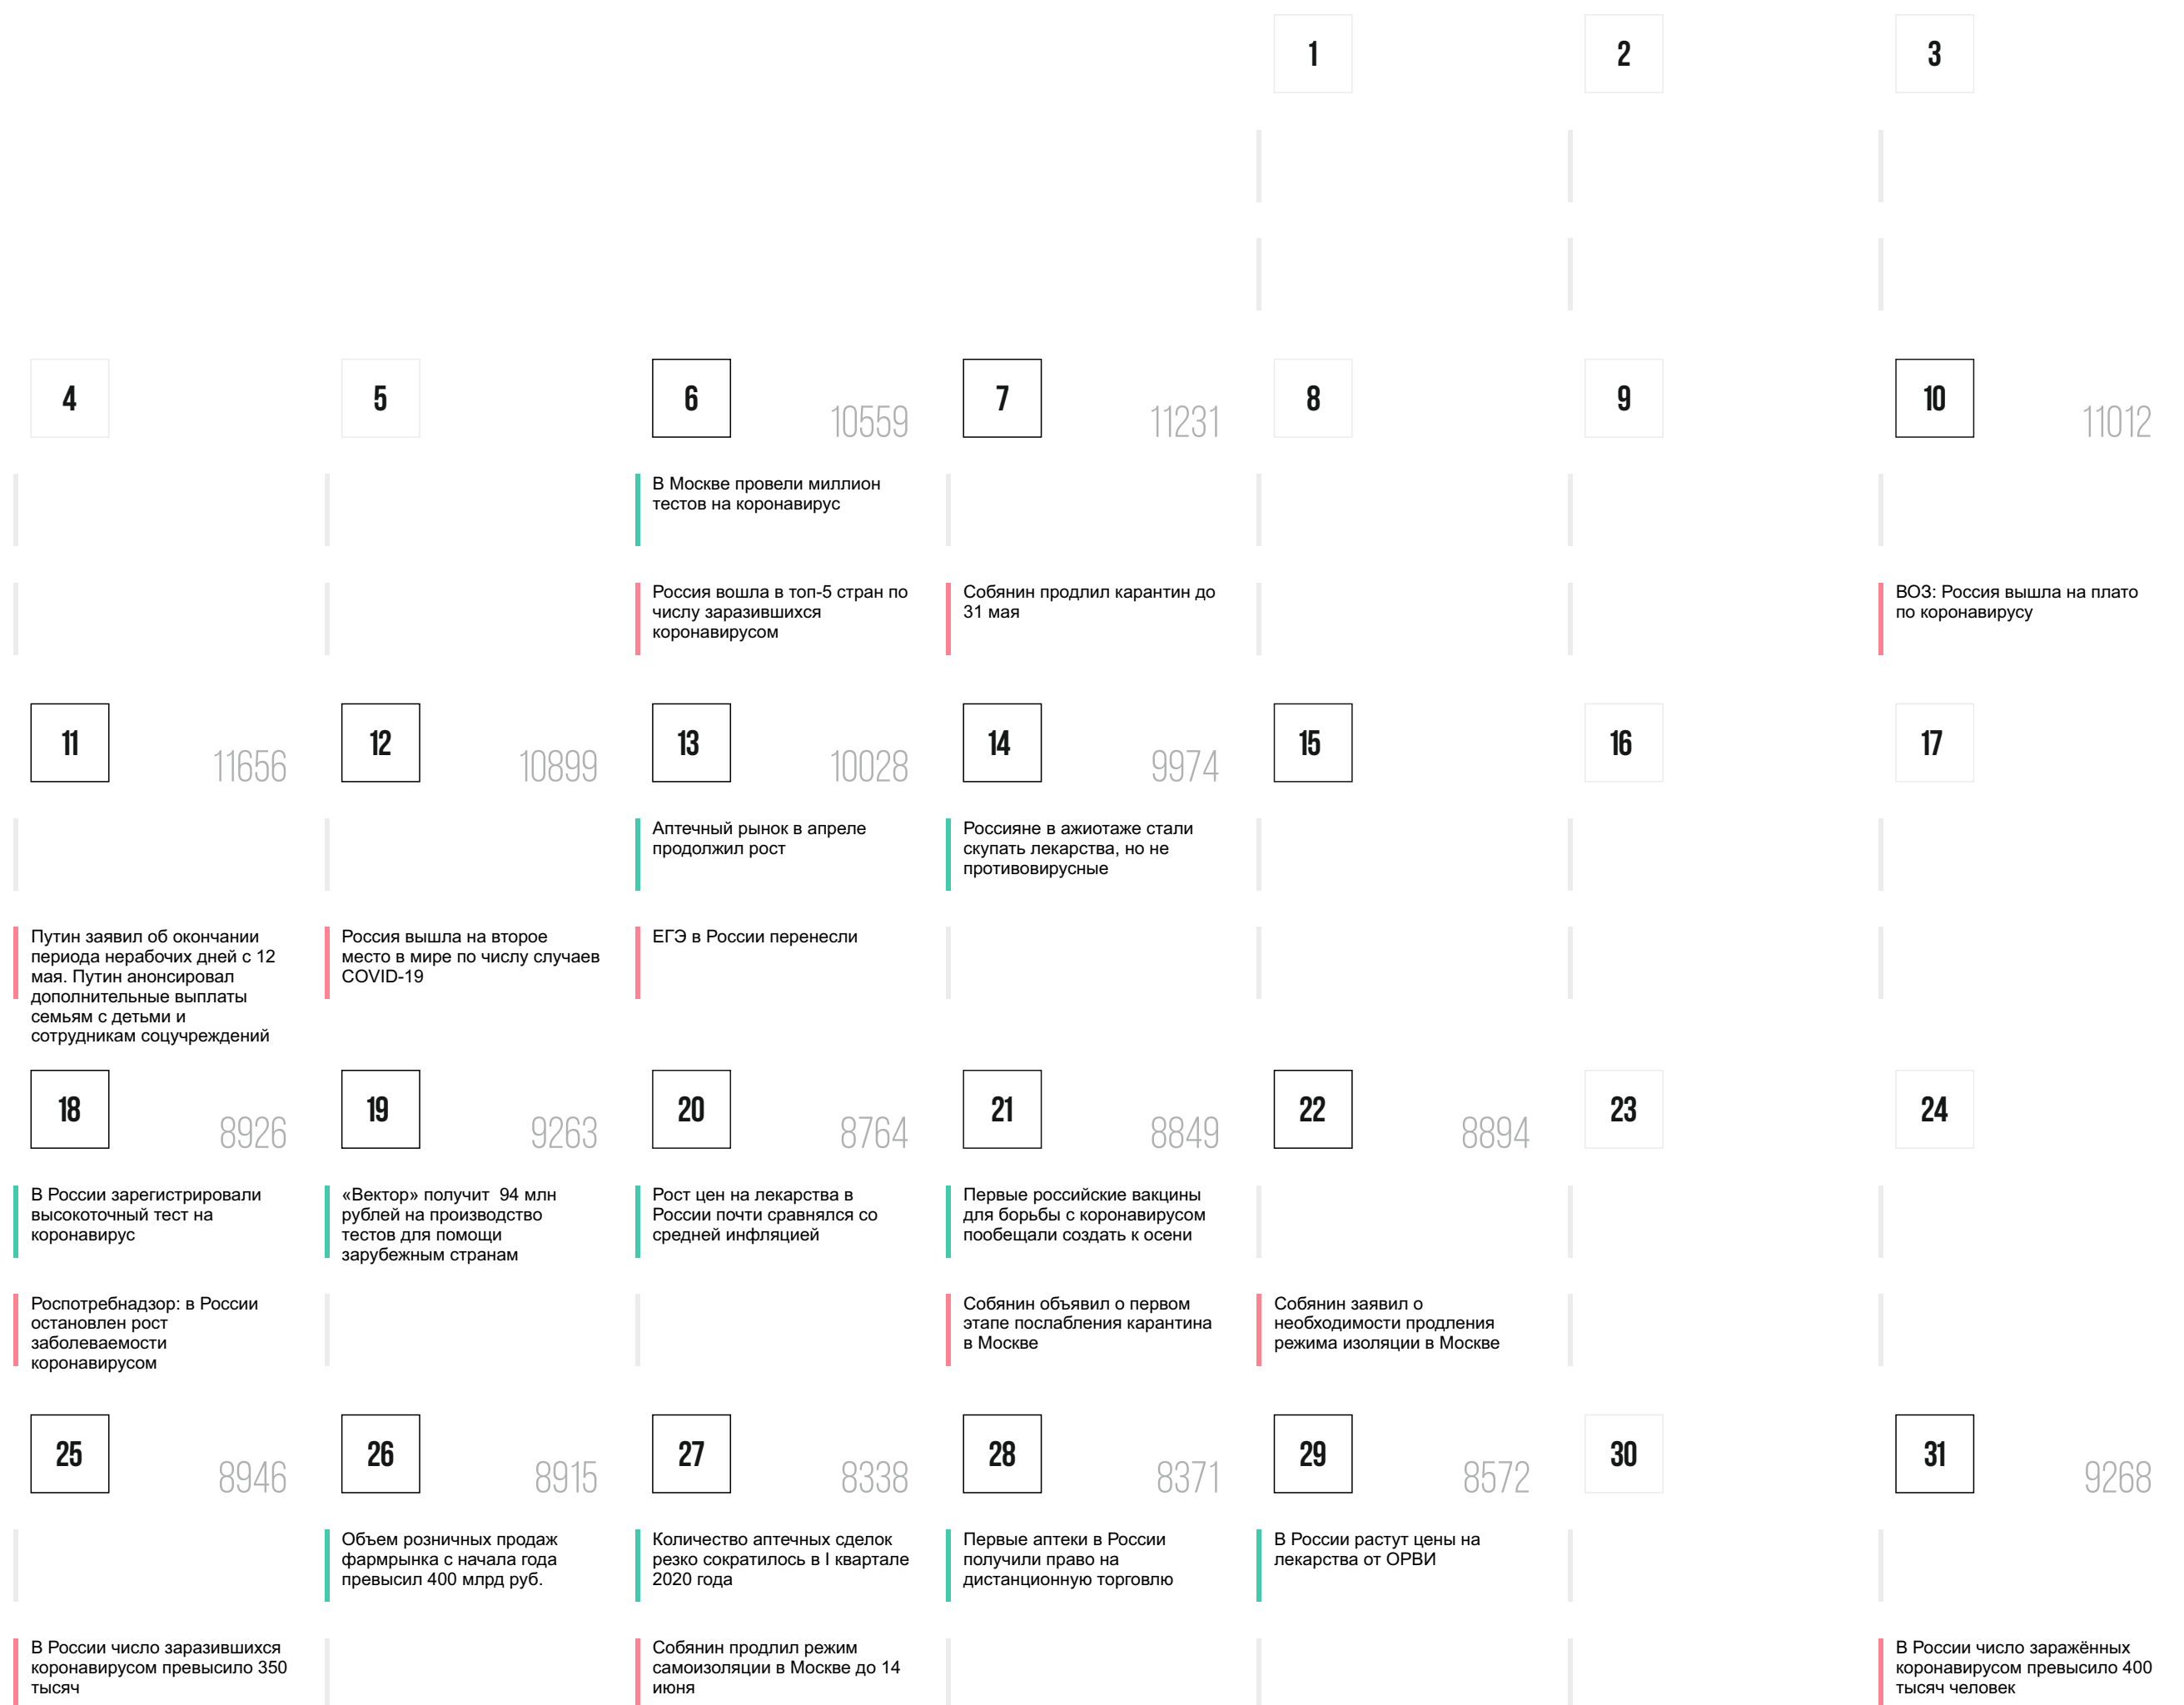 1
2
3
4
5
6
10559
7
11231
8
9
10
11012
В Москве провели миллион
тестов на коронавирус
Россия вошла в топ-5 стран по
числу заразившихся
коронавирусом
Собянин продлил карантин до
31 мая
ВОЗ: Россия вышла на плато
по коронавирусу
11
11656
12
10899
13
10028
14
9974
15
16
17
Аптечный рынок в апреле
продолжил рост
Россияне в ажиотаже стали
скупать лекарства, но не
противовирусные
Путин заявил об окончании
периода нерабочих дней с 12
мая. Путин анонсировал
дополнительные выплаты
семьям с детьми и
сотрудникам соцучреждений
Россия вышла на второе
место в мире по числу случаев
COVID-19
ЕГЭ в России перенесли
18
8926
19
9263
20
8764
21
8849
22
8894
23
24
В России зарегистрировали
высокоточный тест на
коронавирус
«Вектор» получит 94 млн
рублей на производство
тестов для помощи
зарубежным странам
Рост цен на лекарства в
России почти сравнялся со
средней инфляцией
Первые российские вакцины
для борьбы с коронавирусом
пообещали создать к осени
Роспотребнадзор: в России
остановлен рост
заболеваемости
коронавирусом
Собянин объявил о первом
этапе послабления карантина
в Москве
Собянин заявил о
необходимости продления
режима изоляции в Москве
25
8946
26
8915
27
8338
28
8371
29
8572
30
31
9268
Объем розничных продаж
фармрынка с начала года
превысил 400 млрд руб.
Количество аптечных сделок
резко сократилось в I квартале
2020 года
Первые аптеки в России
получили право на
дистанционную торговлю
В России растут цены на
лекарства от ОРВИ
В России число заразившихся
коронавирусом превысило 350
тысяч
Собянин продлил режим
самоизоляции в Москве до 14
июня
В России число заражённых
коронавирусом превысило 400
тысяч человек